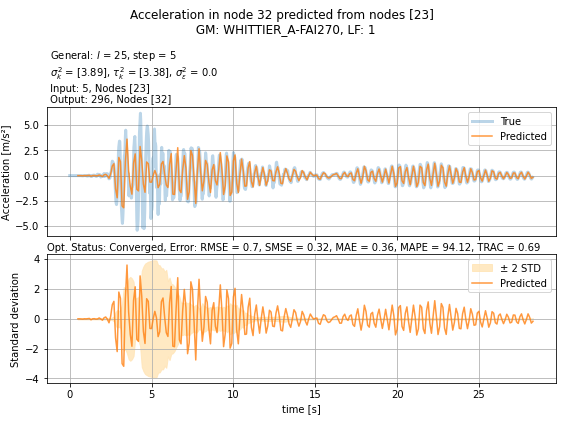 Acceleration in node 32 predicted from nodes [23]
GM: WHITTIER_A-FAI270, LF: 1
General: l = 25, step = 5
σ²ₖ = [3.89], τ²ₖ = [3.38], σ²ε = 0.0
Input: 5, Nodes [23]
Output: 296, Nodes [32]
Acceleration [m/s²]
5.0
2.5
0.0
−2.5
−5.0
True
Predicted
Opt. Status: Converged, Error: RMSE = 0.7, SMSE = 0.32, MAE = 0.36, MAPE = 94.12, TRAC = 0.69
Standard deviation
4
2
0
−2
−4
± 2 STD
Predicted
0 5 10 15 20 25
time [s]